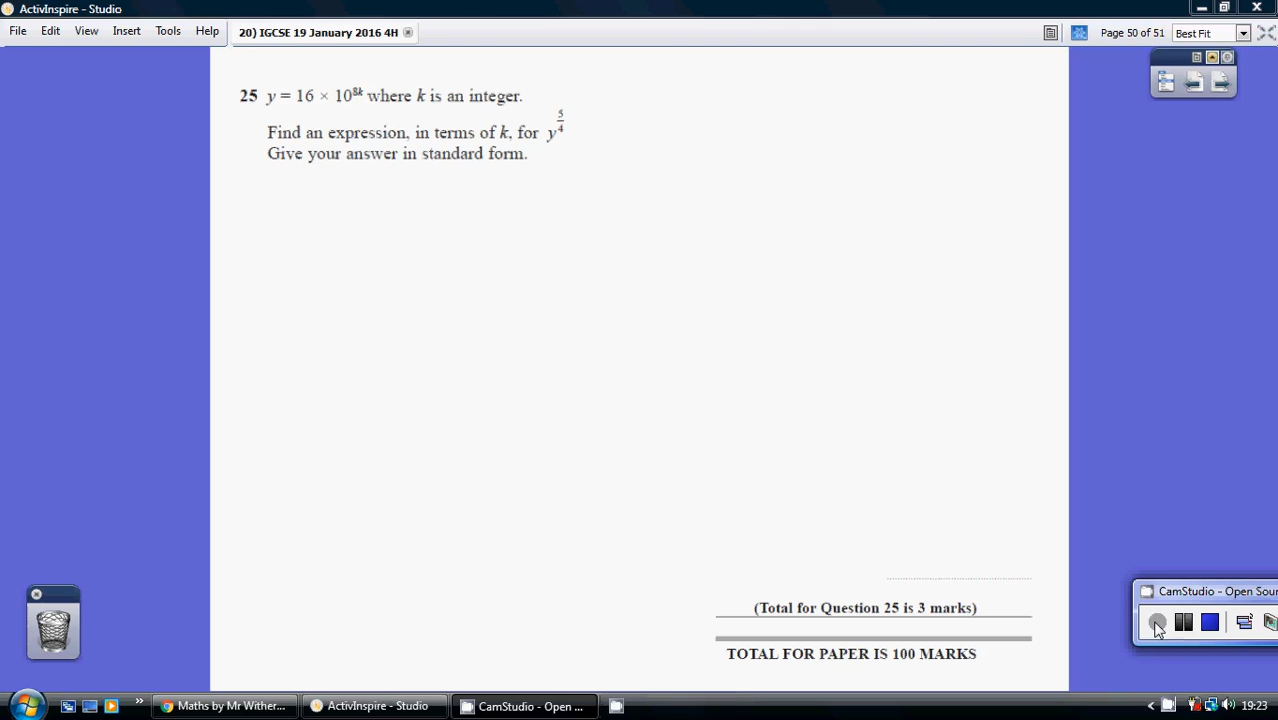 ActivInspire - Studio
File Edit View Insert Tools Help
20) IGCSE 19 January 2016 4H
Page 50 of 51
Best Fit
25 y = 16 × 10^8k where k is an integer.
Find an expression, in terms of k, for y^5/4
Give your answer in standard form.
(Total for Question 25 is 3 marks)
TOTAL FOR PAPER IS 100 MARKS
CamStudio - Open Sour
Maths by Mr Wither...
ActivInspire - Studio
CamStudio - Open ...
19:23